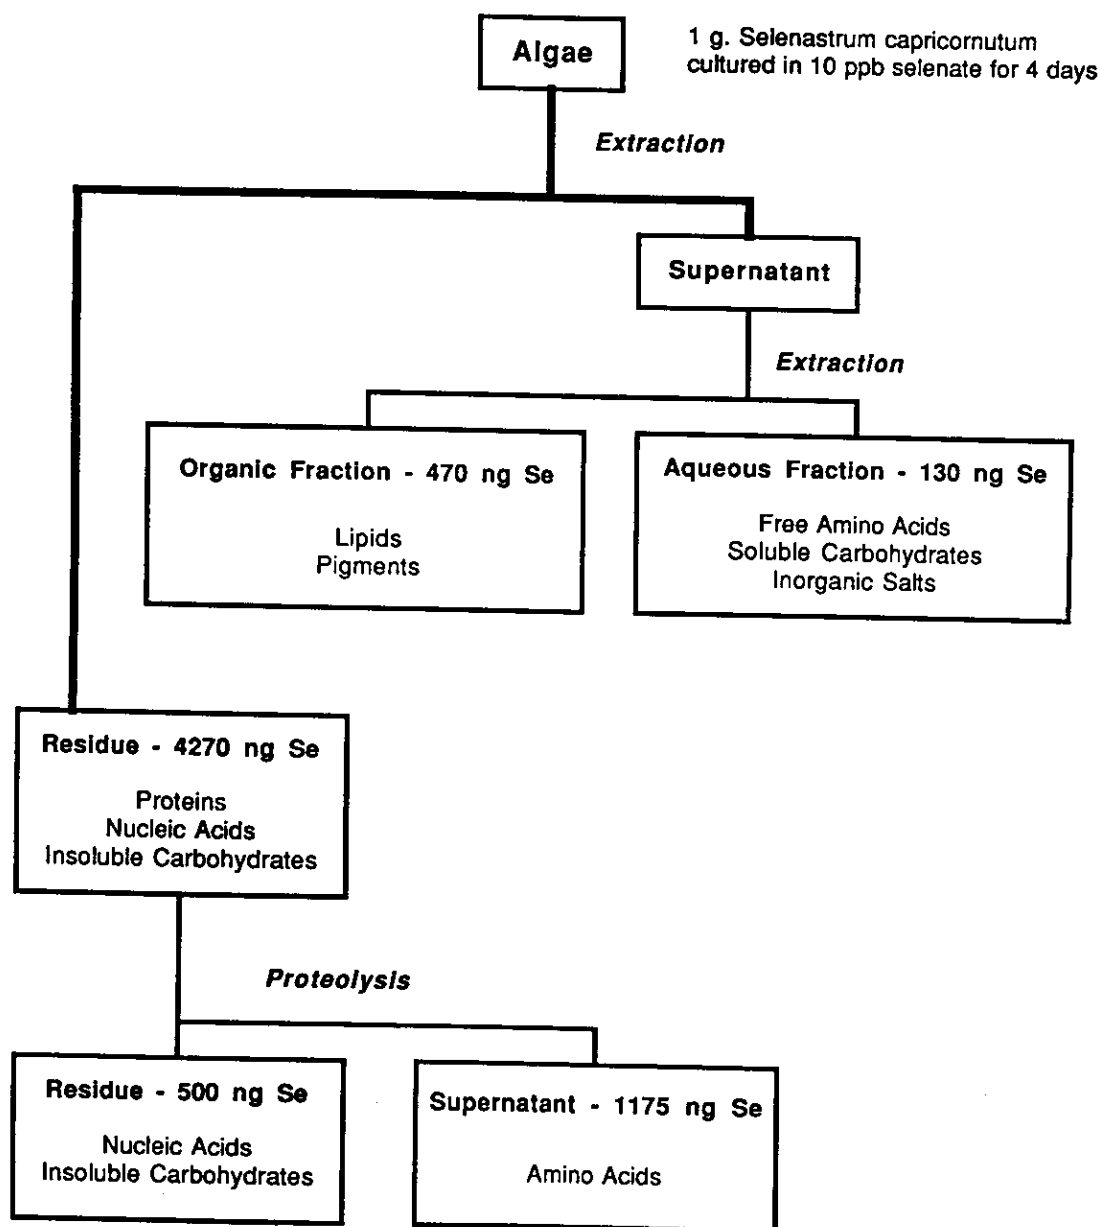 Algae
1 g. Selenastrum capricornutum
cultured in 10 ppb selenate for 4 days
Extraction
Supernatant
Extraction
Organic Fraction - 470 ng Se
Lipids
Pigments
Aqueous Fraction - 130 ng Se
Free Amino Acids
Soluble Carbohydrates
Inorganic Salts
Residue - 4270 ng Se
Proteins
Nucleic Acids
Insoluble Carbohydrates
Proteolysis
Residue - 500 ng Se
Nucleic Acids
Insoluble Carbohydrates
Supernatant - 1175 ng Se
Amino Acids